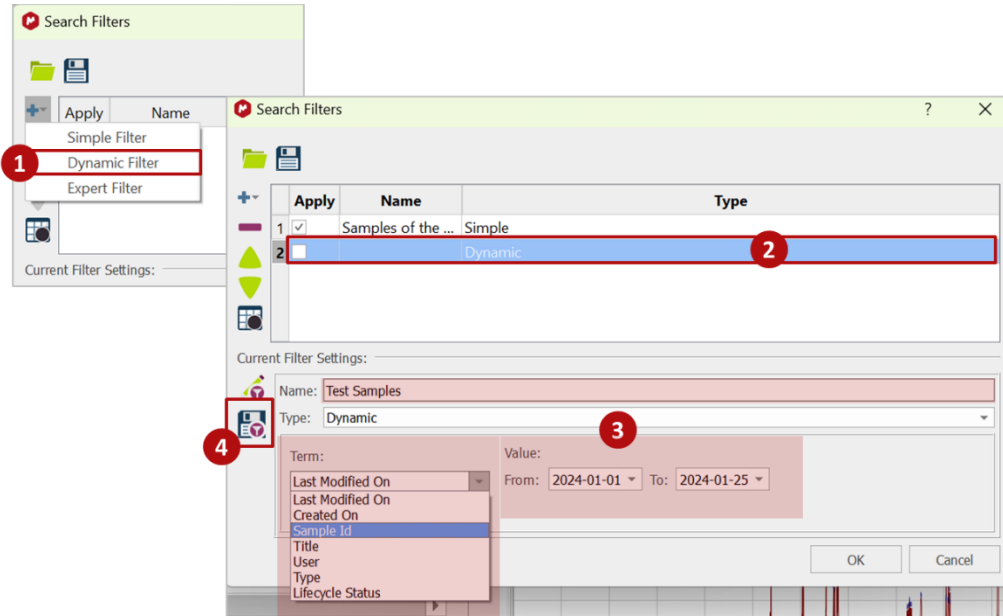 Search Filters
Apply Name
Simple Filter
1
Dynamic Filter
Expert Filter
Current Filter Settings:
Search Filters
? X
Apply Name Type
1 Samples of the ... Simple
2 Dynamic
2
Current Filter Settings:
Name: Test Samples
Type: Dynamic
3
4
Term:
Value:
Last Modified On
From: 2024-01-01 To: 2024-01-25
Last Modified On
Created On
Sample Id
Title
User
Type
Lifecycle Status
OK Cancel